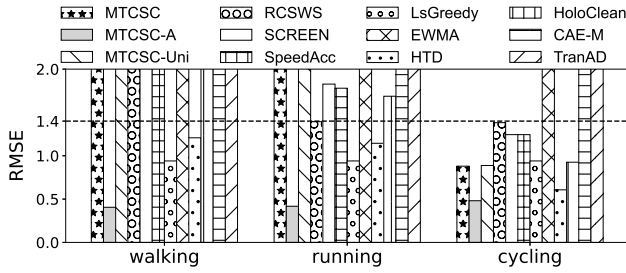 MTCSC RCSWS LsGreedy HoloClean
MTCSC-A SCREEN EWMA CAE-M
MTCSC-Uni SpeedAcc HTD TranAD
2.0
1.4
1.0
0.5
0.0
RMSE
walking running cycling